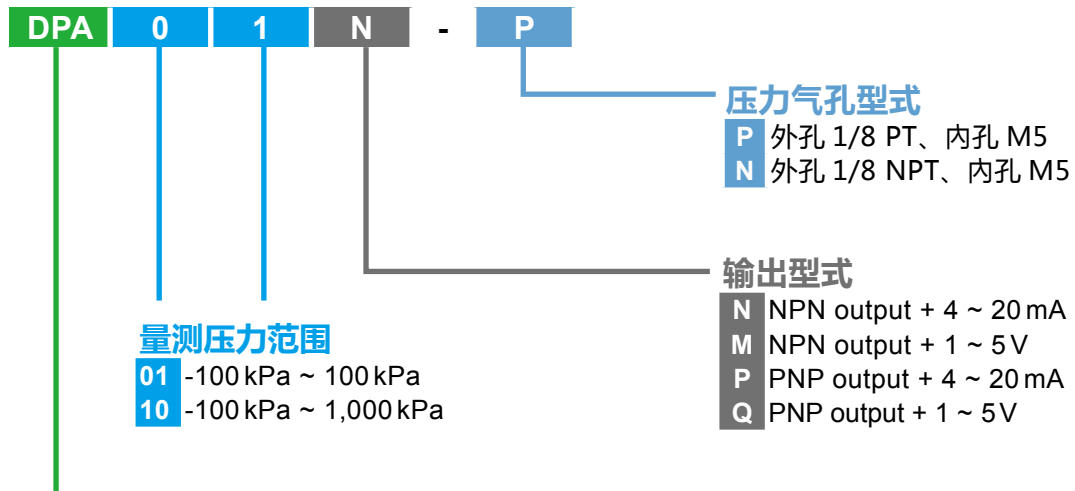 DPA 0 1 N - P
压力气孔型式
P 外孔 1/8 PT、内孔 M5
N 外孔 1/8 NPT、内孔 M5
输出型式
N NPN output + 4 ~ 20 mA
M NPN output + 1 ~ 5 V
P PNP output + 4 ~ 20 mA
Q PNP output + 1 ~ 5 V
量测压力范围
01 -100 kPa ~ 100 kPa
10 -100 kPa ~ 1,000 kPa